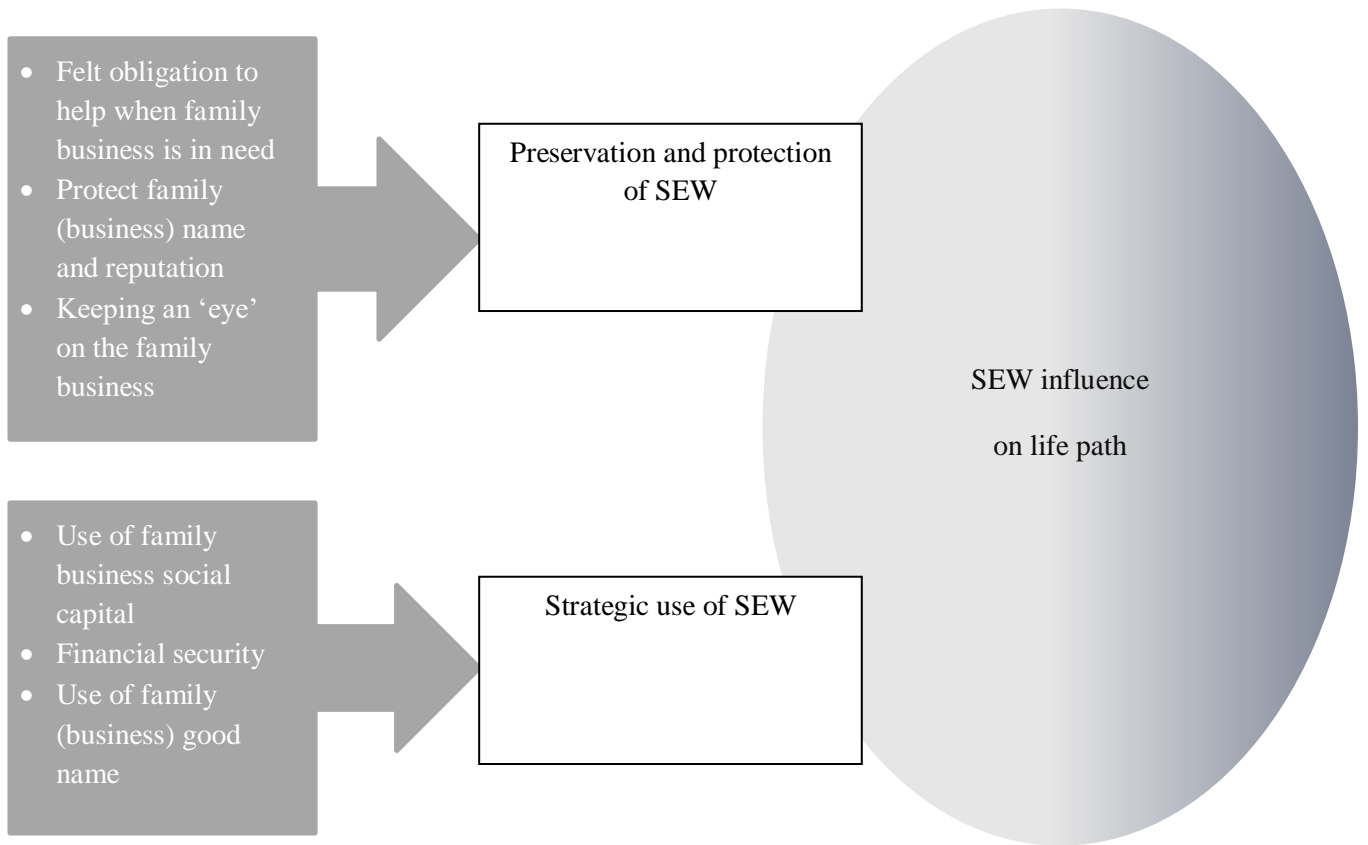 • Felt obligation to
help when family
business is in need
• Protect family
(business) name
and reputation
• Keeping an ‘eye’
on the family
business
Preservation and protection
of SEW
SEW influence
on life path
• Use of family
business social
capital
• Financial security
• Use of family
(business) good
name
Strategic use of SEW